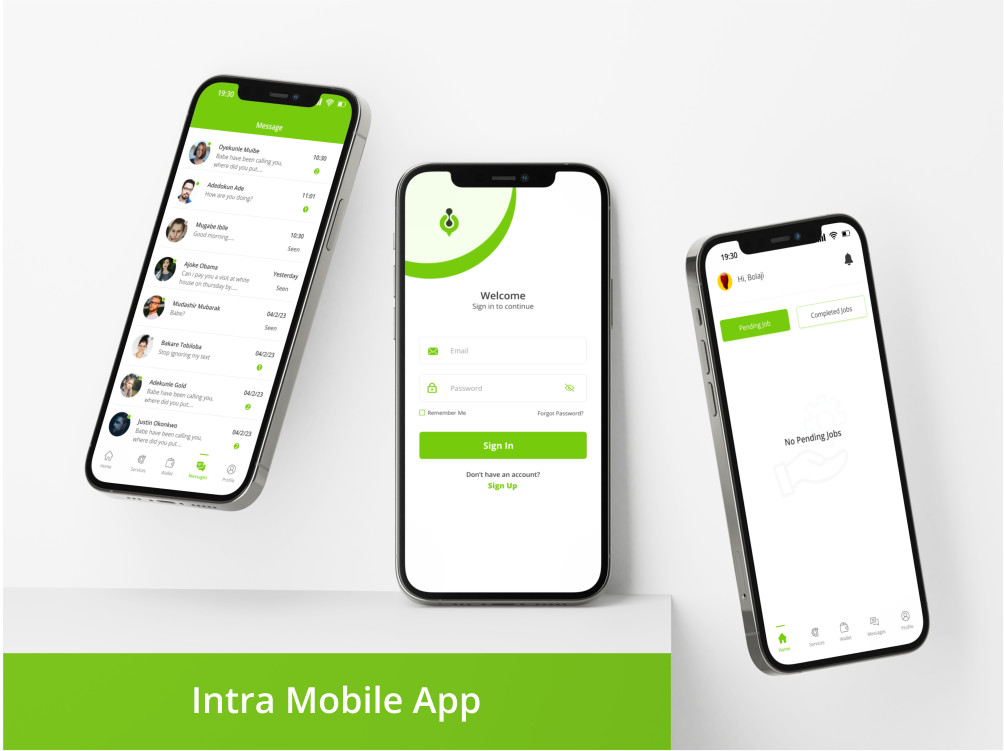 19:30
Message
Oyekunle Muibe
Babe have been calling you,
where did you put....
10:30
2
Adedokun Ade
How are you doing?
11:01
1
Mugabe Ibile
Good morning....
10:30
Seen
Ajoke Obama
Can i pay you a visit at white
house on thursday by.....
Yesterday
Seen
Mudashir Mubarak
Babe?
04/2/23
Seen
Bakare Tobiloba
Stop ignoring my text
04/2/23
1
Adekunle Gold
Babe have been calling you,
where did you put....
04/2/23
2
Justin Okonkwo
Babe have been calling you,
where did you put....
04/2/23
2
Home
Services
Wallet
Messages
Profile
Welcome
Sign in to continue
Email
Password
Remember Me
Forgot Password?
Sign In
Don't have an account?
Sign Up
19:30
Hi, Bolaji
Pending Job
Completed Jobs
No Pending Jobs
Home
Services
Wallet
Messages
Profile
Intra Mobile App